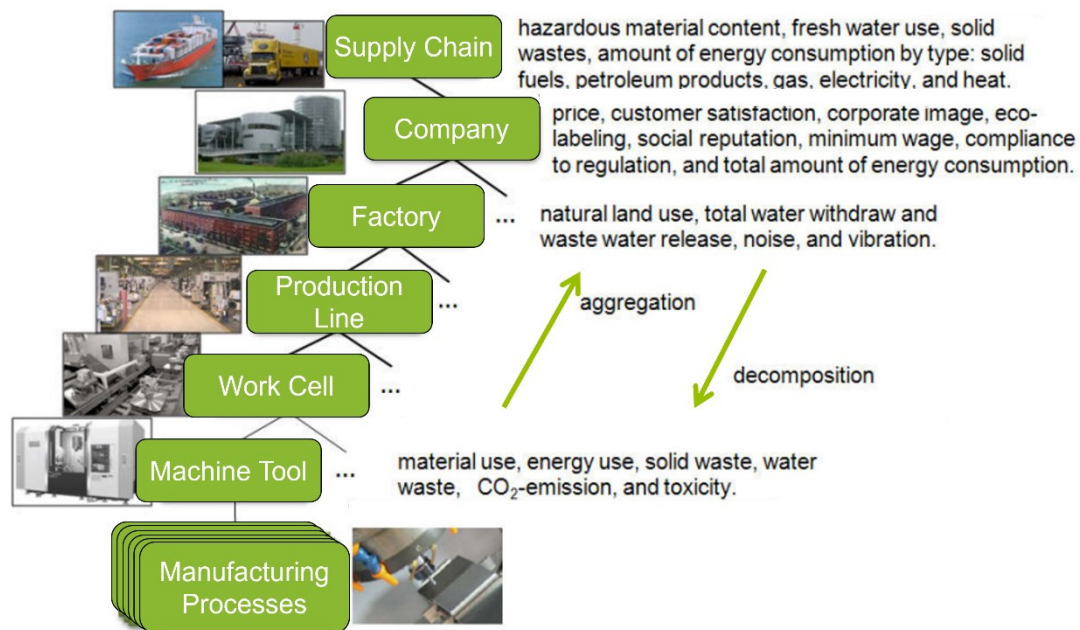 Supply Chain
hazardous material content, fresh water use, solid
wastes, amount of energy consumption by type: solid
fuels, petroleum products, gas, electricity, and heat.
Company
price, customer satisfaction, corporate image, eco-
labeling, social reputation, minimum wage, compliance
to regulation, and total amount of energy consumption.
Factory
...
natural land use, total water withdraw and
waste water release, noise, and vibration.
Production
Line
...
aggregation
Work Cell
...
decomposition
Machine Tool
...
material use, energy use, solid waste, water
waste, CO₂-emission, and toxicity.
Manufacturing
Processes